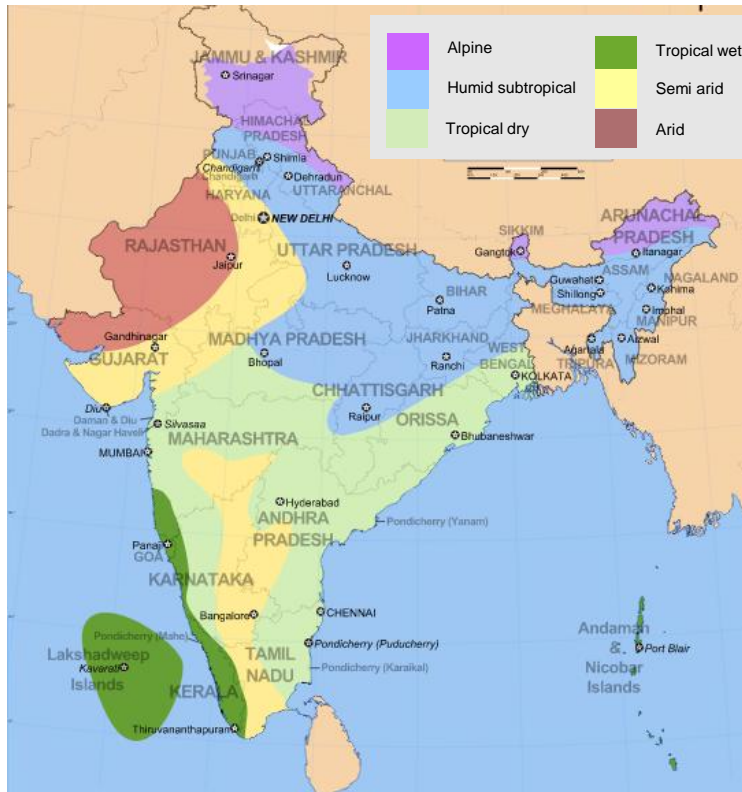 Alpine
Tropical wet
Humid subtropical
Semi arid
Tropical dry
Arid
JAMMU & KASHMIR
Srinagar
HIMACHAL
PRADESH
PUNJAB
Shimla
Chandigarh
Chandigarh
Dehradun
UTTARANCHAL
HARYANA
Delhi
NEW DELHI
RAJASTHAN
Jaipur
UTTAR PRADESH
Lucknow
SIKKIM
Gangtok
ARUNACHAL
PRADESH
Itanagar
ASSAM
Guwahati
NAGALAND
Shillong
Kohima
MEGHALAYA
Imphal
MANIPUR
BIHAR
Patna
Gandhinagar
GUJARAT
MADHYA PRADESH
Bhopal
JHARKHAND
Ranchi
WEST
BENGAL
Agartala
TRIPURA
Aizwal
MIZORAM
KOLKATA
CHHATTISGARH
Raipur
ORISSA
Bhubaneshwar
Diu
Daman & Diu
Dadra & Nagar Haveli
Silvasaa
MAHARASHTRA
MUMBAI
Hyderabad
ANDHRA
PRADESH
Pondicherry (Yanam)
Panaji
GOA
KARNATAKA
Bangalore
CHENNAI
Pondicherry (Mahe)
Pondicherry (Puducherry)
Lakshadweep
Kavarati
Islands
TAMIL
NADU
Pondicherry (Karaikal)
KERALA
Thiruvananthapuram
Andaman
&
Nicobar
Islands
Port Blair